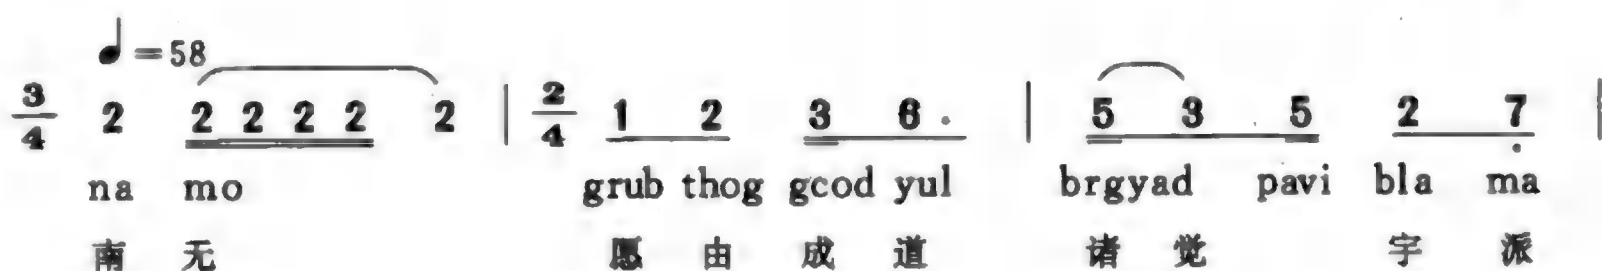 ♩=58
3/4 2 2 2 2 2 2 | 2/4 1 2 3 6. | 5 3 5 2 7 |
na mo grub thog gcod yul brgyad pavi bla ma
南 无 愿 由 成 道 诸 觉 宇 派